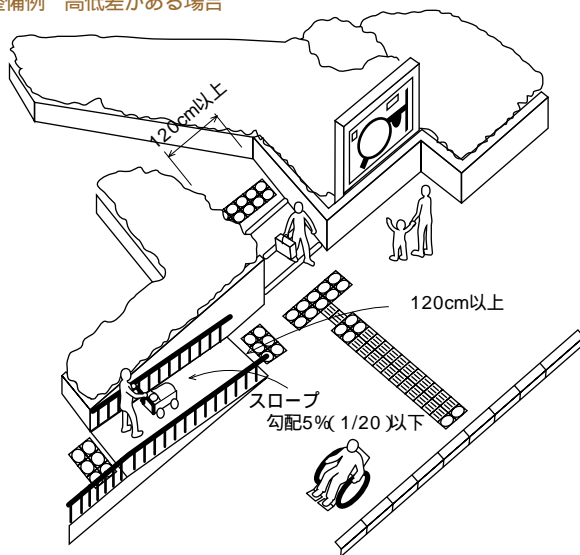 整備例 高低差がある場合
120cm以上
120cm以上
スロープ
勾配5%(1/20)以下